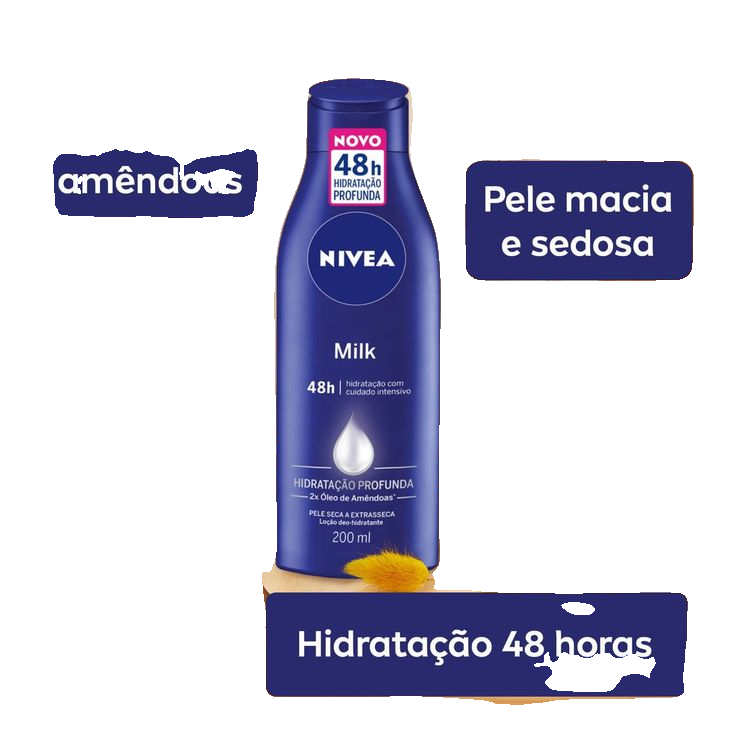 amêndoas
NOVO
48h
HIDRATAÇÃO
PROFUNDA
NIVEA
Milk
48h
hidratação com
cuidado intensivo
HIDRATAÇÃO PROFUNDA
2x Óleo de Amêndoas*
PELE SECA A EXTRASSECA
Loção deo-hidratante
200 ml
Pele macia
e sedosa
Hidratação 48 horas